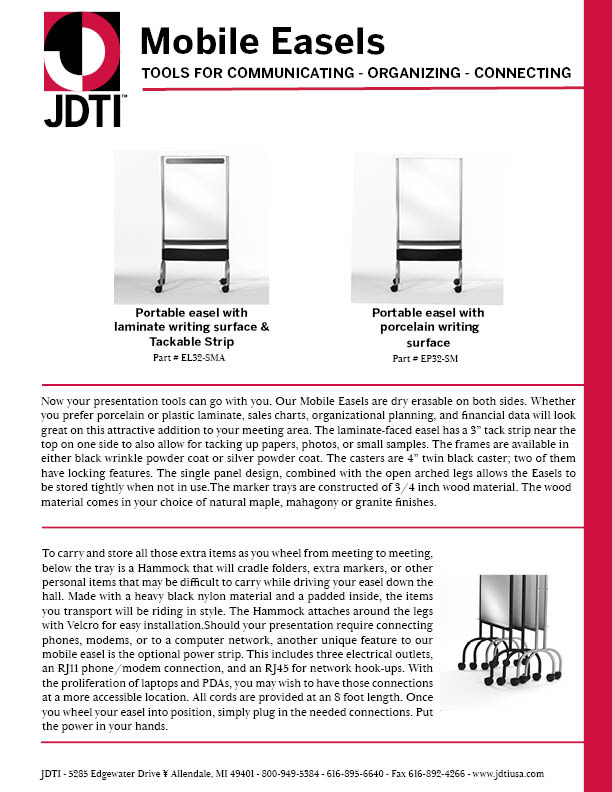 JDTI™
Mobile Easels
TOOLS FOR COMMUNICATING - ORGANIZING - CONNECTING
Portable easel with
laminate writing surface &
Tackable Strip
Part # EL32-SMA
Portable easel with
porcelain writing
surface
Part # EP32-SM
Now your presentation tools can go with you. Our Mobile Easels are dry erasable on both sides. Whether
you prefer porcelain or plastic laminate, sales charts, organizational planning, and financial data will look
great on this attractive addition to your meeting area. The laminate-faced easel has a 3” tack strip near the
top on one side to also allow for tacking up papers, photos, or small samples. The frames are available in
either black wrinkle powder coat or silver powder coat. The casters are 4” twin black caster; two of them
have locking features. The single panel design, combined with the open arched legs allows the Easels to
be stored tightly when not in use.The marker trays are constructed of 3/4 inch wood material. The wood
material comes in your choice of natural maple, mahagony or granite finishes.
To carry and store all those extra items as you wheel from meeting to meeting,
below the tray is a Hammock that will cradle folders, extra markers, or other
personal items that may be difficult to carry while driving your easel down the
hall. Made with a heavy black nylon material and a padded inside, the items
you transport will be riding in style. The Hammock attaches around the legs
with Velcro for easy installation.Should your presentation require connecting
phones, modems, or to a computer network, another unique feature to our
mobile easel is the optional power strip. This includes three electrical outlets,
an RJ11 phone/modem connection, and an RJ45 for network hook-ups. With
the proliferation of laptops and PDAs, you may wish to have those connections
at a more accessible location. All cords are provided at an 8 foot length. Once
you wheel your easel into position, simply plug in the needed connections. Put
the power in your hands.
JDTI - 5285 Edgewater Drive ¥ Allendale, MI 49401 - 800-949-5384 - 616-895-6640 - Fax 616-892-4266 - www.jdtiusa.com